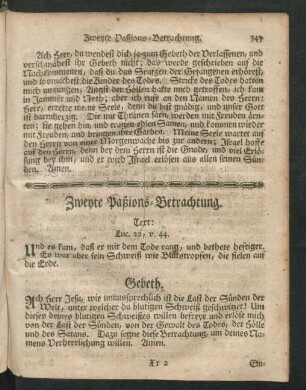 Zweyte Passions-Betrachtung. 347
Ach Herr, du wendest dich ja zum Gebeth der Verlassenen, und
verschmähest ihr Gebeth nicht; das werde geschrieben auf die
Nachkommenen, daß du das Seufzen der Gefangenen erhörest,
und losmachest die Kinder des Todes. Stricke des Todes hatten
mich umfangen, Angst der Höllen hatte mich getroffen, ich kam
in Jammer und Noth; aber ich rufe an den Namen des Herrn:
Herr, errette meine Seele, denn du bist gnädig, und unser Gott
ist barmherzig. Die mit Thränen säen, werden mit Freuden ernd-
ten; sie gehen hin, und tragen edlen Samen, und kommen wieder
mit Freuden, und bringen ihre Garben. Meine Seele wartet auf
den Herrn von einer Morgenwache bis zur andern; Israel hoffe
auf den Herrn, denn bey dem Herrn ist die Gnade, und viel Erlö-
sung bey ihm, und er wird Israel erlösen aus allen seinen Sün-
den. Amen.
Zweyte Paßions-Betrachtung.
Text:
Luc. 22, v. 44.
Und es kam, daß er mit dem Tode rang, und bethete heftiger.
Es war aber sein Schweiß wie Blutstropfen, die fielen auf
die Erde.
Gebeth.
Ach Herr Jesu, wie unaussprechlich ist die Last der Sünden der
Welt, unter welcher du blutigen Schweiß geschwitzet! Um
dieses deines blutigen Schweißes willen befreye und erlöse mich
von der Last der Sünden, von der Gewalt des Todes, der Hölle
und des Satans. Dazu segne diese Betrachtung, um deines Na-
mens Verherrlichung willen. Amen.
Xx 2 Ein-